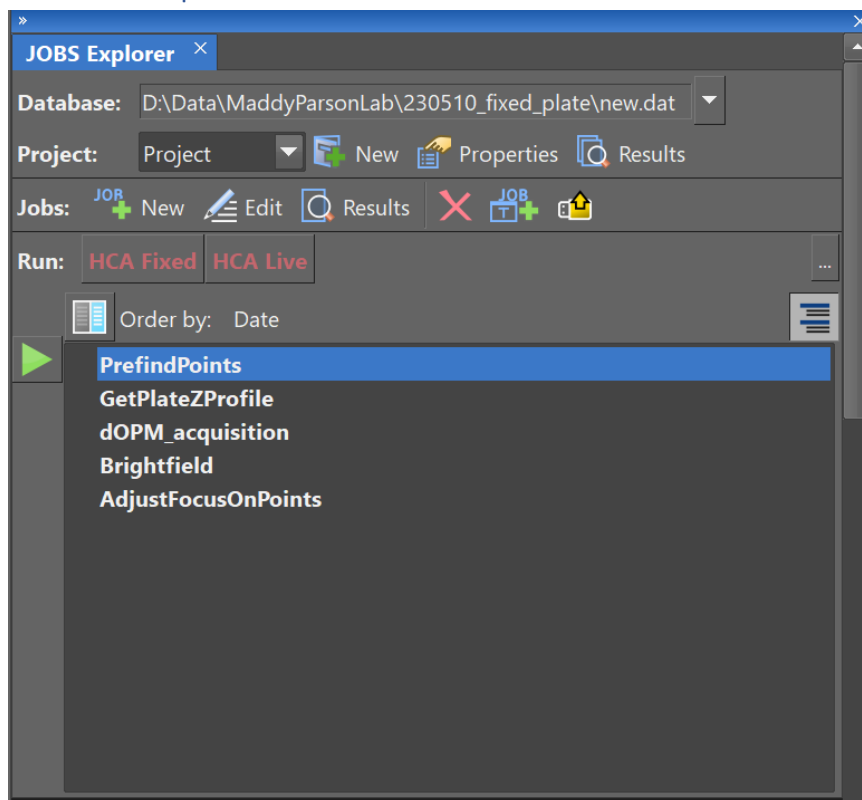 JOBS Explorer
Database: D:\Data\MaddyParsonLab\230510_fixed_plate\new.dat
Project: Project New Properties Results
Jobs: JOB New Edit Results JOB T
Run: HCA Fixed HCA Live ...
Order by: Date
PrefindPoints
GetPlateZProfile
dOPM_acquisition
Brightfield
AdjustFocusOnPoints